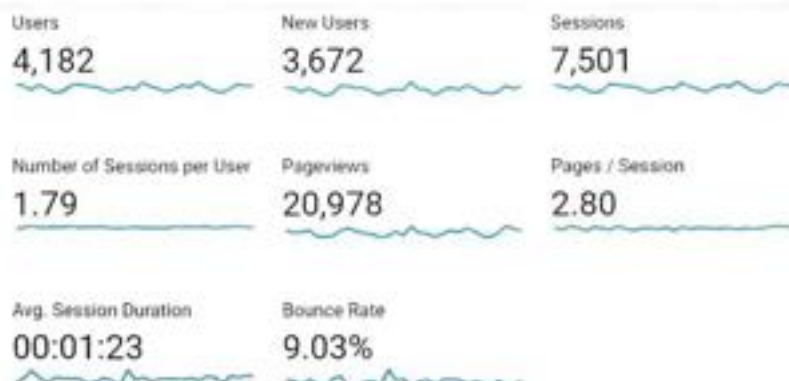 Users
4,182
New Users
3,672
Sessions
7,501
Number of Sessions per User
1.79
Pageviews
20,978
Pages / Session
2.80
Avg. Session Duration
00:01:23
Bounce Rate
9.03%